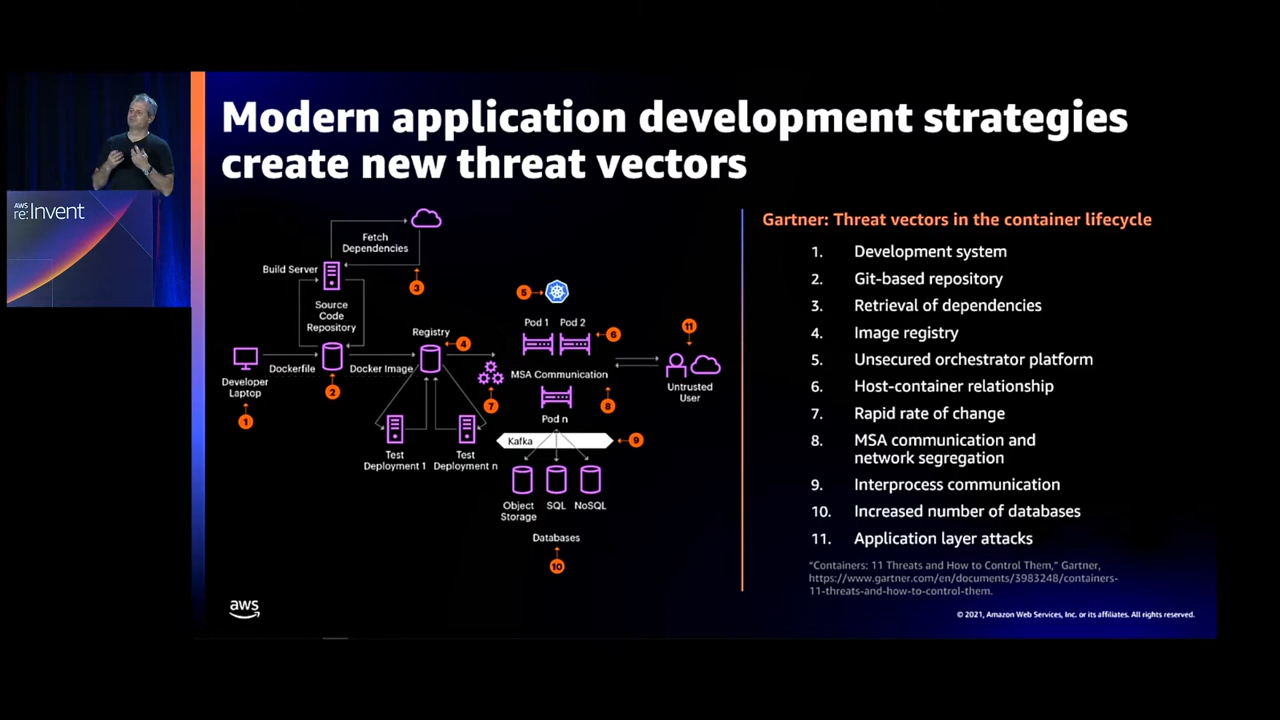 AWS
re:Invent
Modern application development strategies
create new threat vectors
Fetch
Dependencies
Build Server
3
Source
Code
Repository
Registry
4
Developer
Laptop
1
Dockerfile
2
Docker Image
Test
Deployment 1
Test
Deployment n
5
Pod 1
Pod 2
6
7
MSA Communication
8
Pod n
Kafka
9
Object
Storage
SQL
NoSQL
Databases
10
11
Untrusted
User
Gartner: Threat vectors in the container lifecycle
1. Development system
2. Git-based repository
3. Retrieval of dependencies
4. Image registry
5. Unsecured orchestrator platform
6. Host-container relationship
7. Rapid rate of change
8. MSA communication and
network segregation
9. Interprocess communication
10. Increased number of databases
11. Application layer attacks
"Containers: 11 Threats and How to Control Them," Gartner,
https://www.gartner.com/en/documents/3983248/containers-
11-threats-and-how-to-control-them.
aws
© 2021, Amazon Web Services, Inc. or its affiliates. All rights reserved.